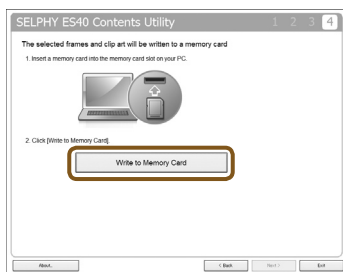 SELPHY ES40 Contents Utility
1 2 3 4
The selected frames and clip art will be written to a memory card
1. Insert a memory card into the memory card slot on your PC.
2. Click [Write to Memory Card].
Write to Memory Card
About..
< Back
Next >
Exit